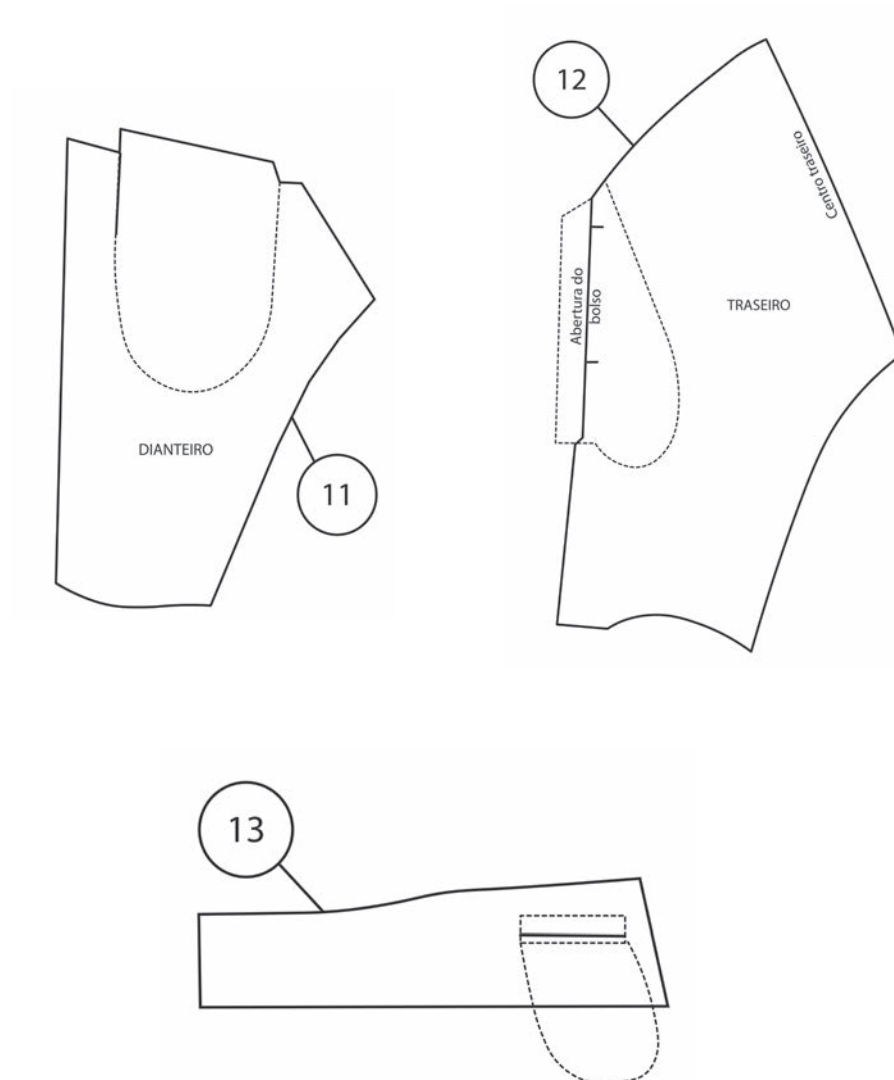 12
Centro traseiro
Abertura do
bolso
TRASEIRO
DIANTEIRO
11
13